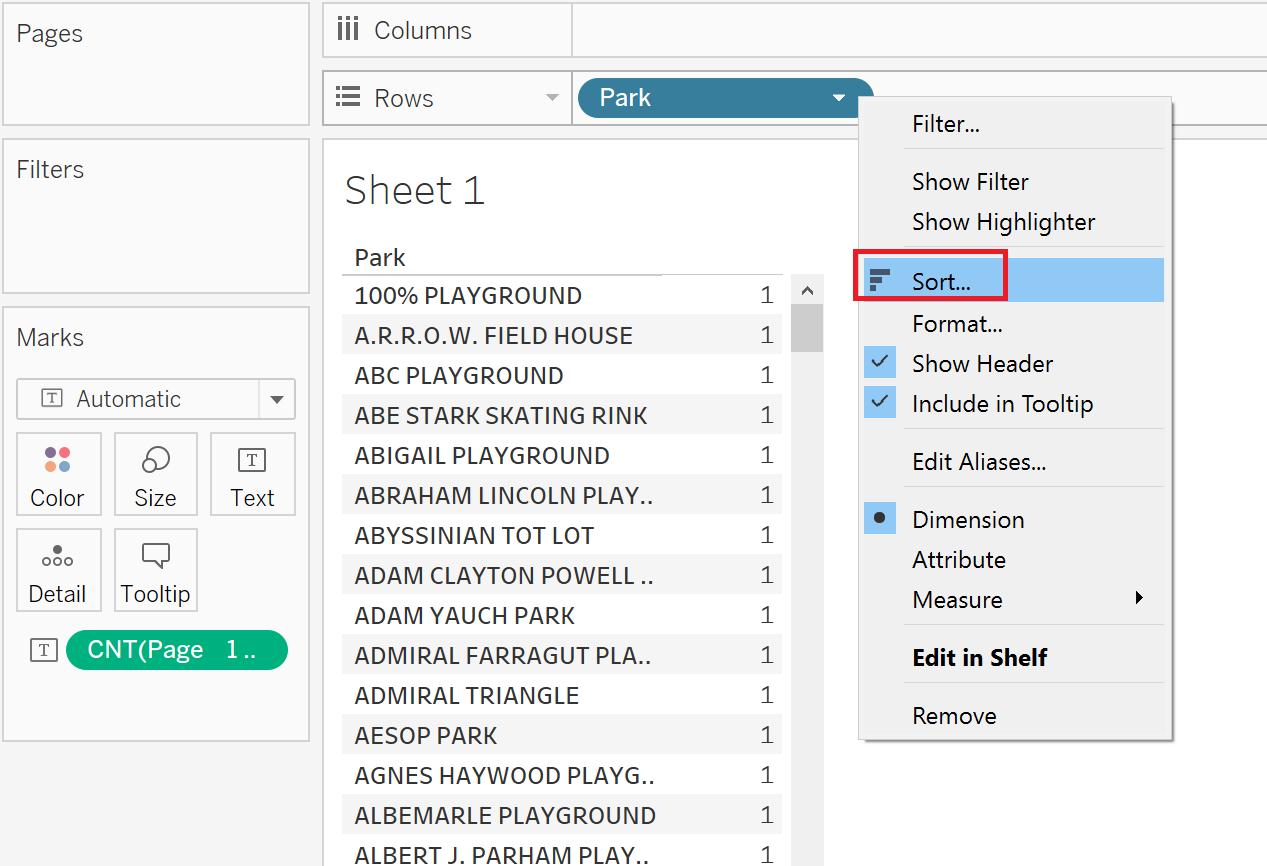 Pages
Columns
Rows
Park
Filters
Marks
Automatic
Color
Size
Text
Detail
Tooltip
CNT(Page 1 ..
Sheet 1
Park
100% PLAYGROUND 1
A.R.R.O.W. FIELD HOUSE 1
ABC PLAYGROUND 1
ABE STARK SKATING RINK 1
ABIGAIL PLAYGROUND 1
ABRAHAM LINCOLN PLAY.. 1
ABYSSINIAN TOT LOT 1
ADAM CLAYTON POWELL .. 1
ADAM YAUCH PARK 1
ADMIRAL FARRAGUT PLA.. 1
ADMIRAL TRIANGLE 1
AESOP PARK 1
AGNES HAYWOOD PLAYG.. 1
ALBEMARLE PLAYGROUND 1
ALBERT J. PARHAM PLAY.. 1
Filter...
Show Filter
Show Highlighter
Sort...
Format...
Show Header
Include in Tooltip
Edit Aliases...
Dimension
Attribute
Measure
Edit in Shelf
Remove